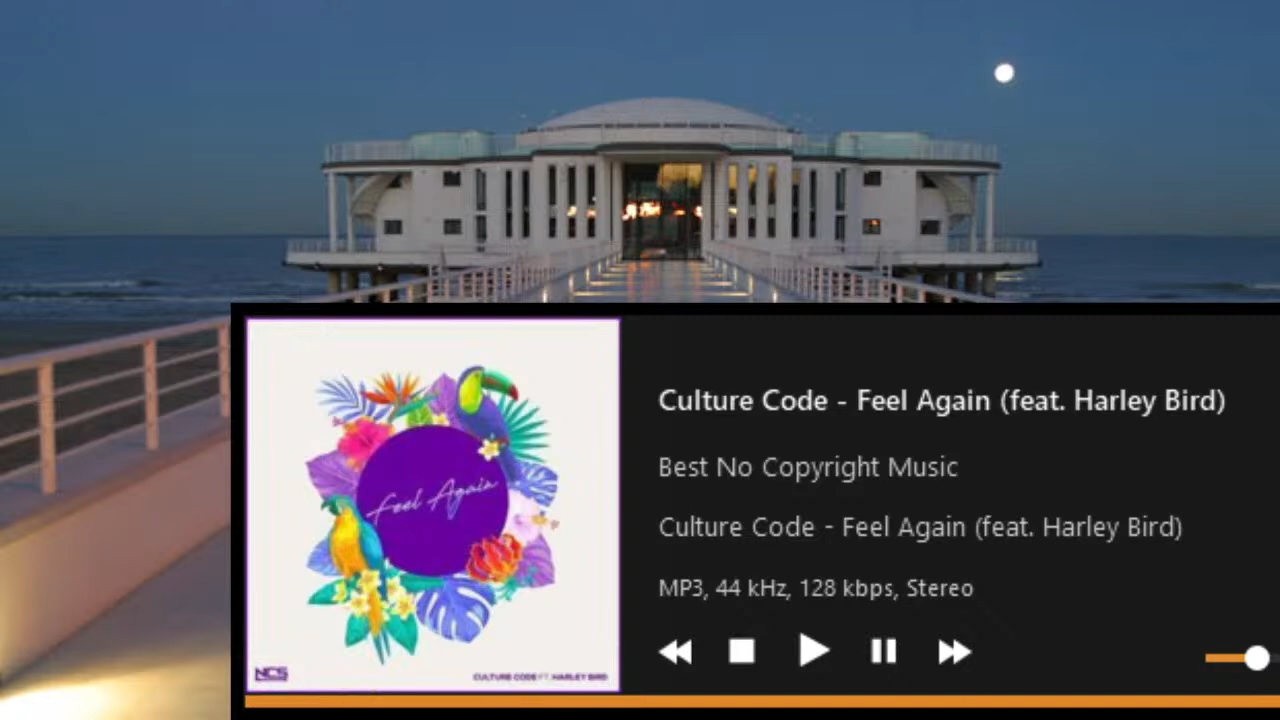 Feel Again
NCS
CULTURE CODE FT. HARLEY BIRD
Culture Code - Feel Again (feat. Harley Bird)
Best No Copyright Music
Culture Code - Feel Again (feat. Harley Bird)
MP3, 44 kHz, 128 kbps, Stereo